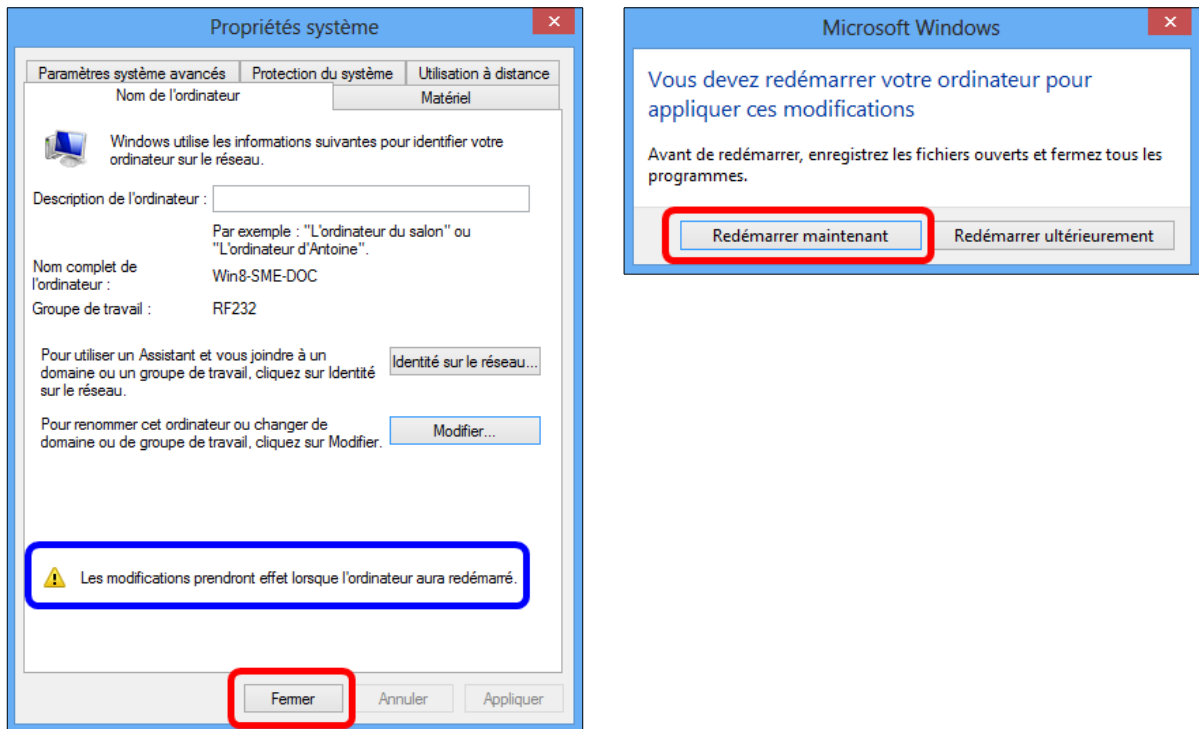 Propriétés système
Paramètres système avancés
Protection du système
Utilisation à distance
Nom de l'ordinateur
Matériel
Windows utilise les informations suivantes pour identifier votre
ordinateur sur le réseau.
Description de l'ordinateur :
Par exemple : "L'ordinateur du salon" ou
"L'ordinateur d'Antoine".
Nom complet de
l'ordinateur :
Win8-SME-DOC
Groupe de travail :
RF232
Pour utiliser un Assistant et vous joindre à un
domaine ou un groupe de travail, cliquez sur Identité
sur le réseau.
Identité sur le réseau...
Pour renommer cet ordinateur ou changer de
domaine ou de groupe de travail, cliquez sur Modifier.
Modifier...
Les modifications prendront effet lorsque l'ordinateur aura redémarré.
Fermer
Annuler
Appliquer
Microsoft Windows
Vous devez redémarrer votre ordinateur pour
appliquer ces modifications
Avant de redémarrer, enregistrez les fichiers ouverts et fermez tous les
programmes.
Redémarrer maintenant
Redémarrer ultérieurement